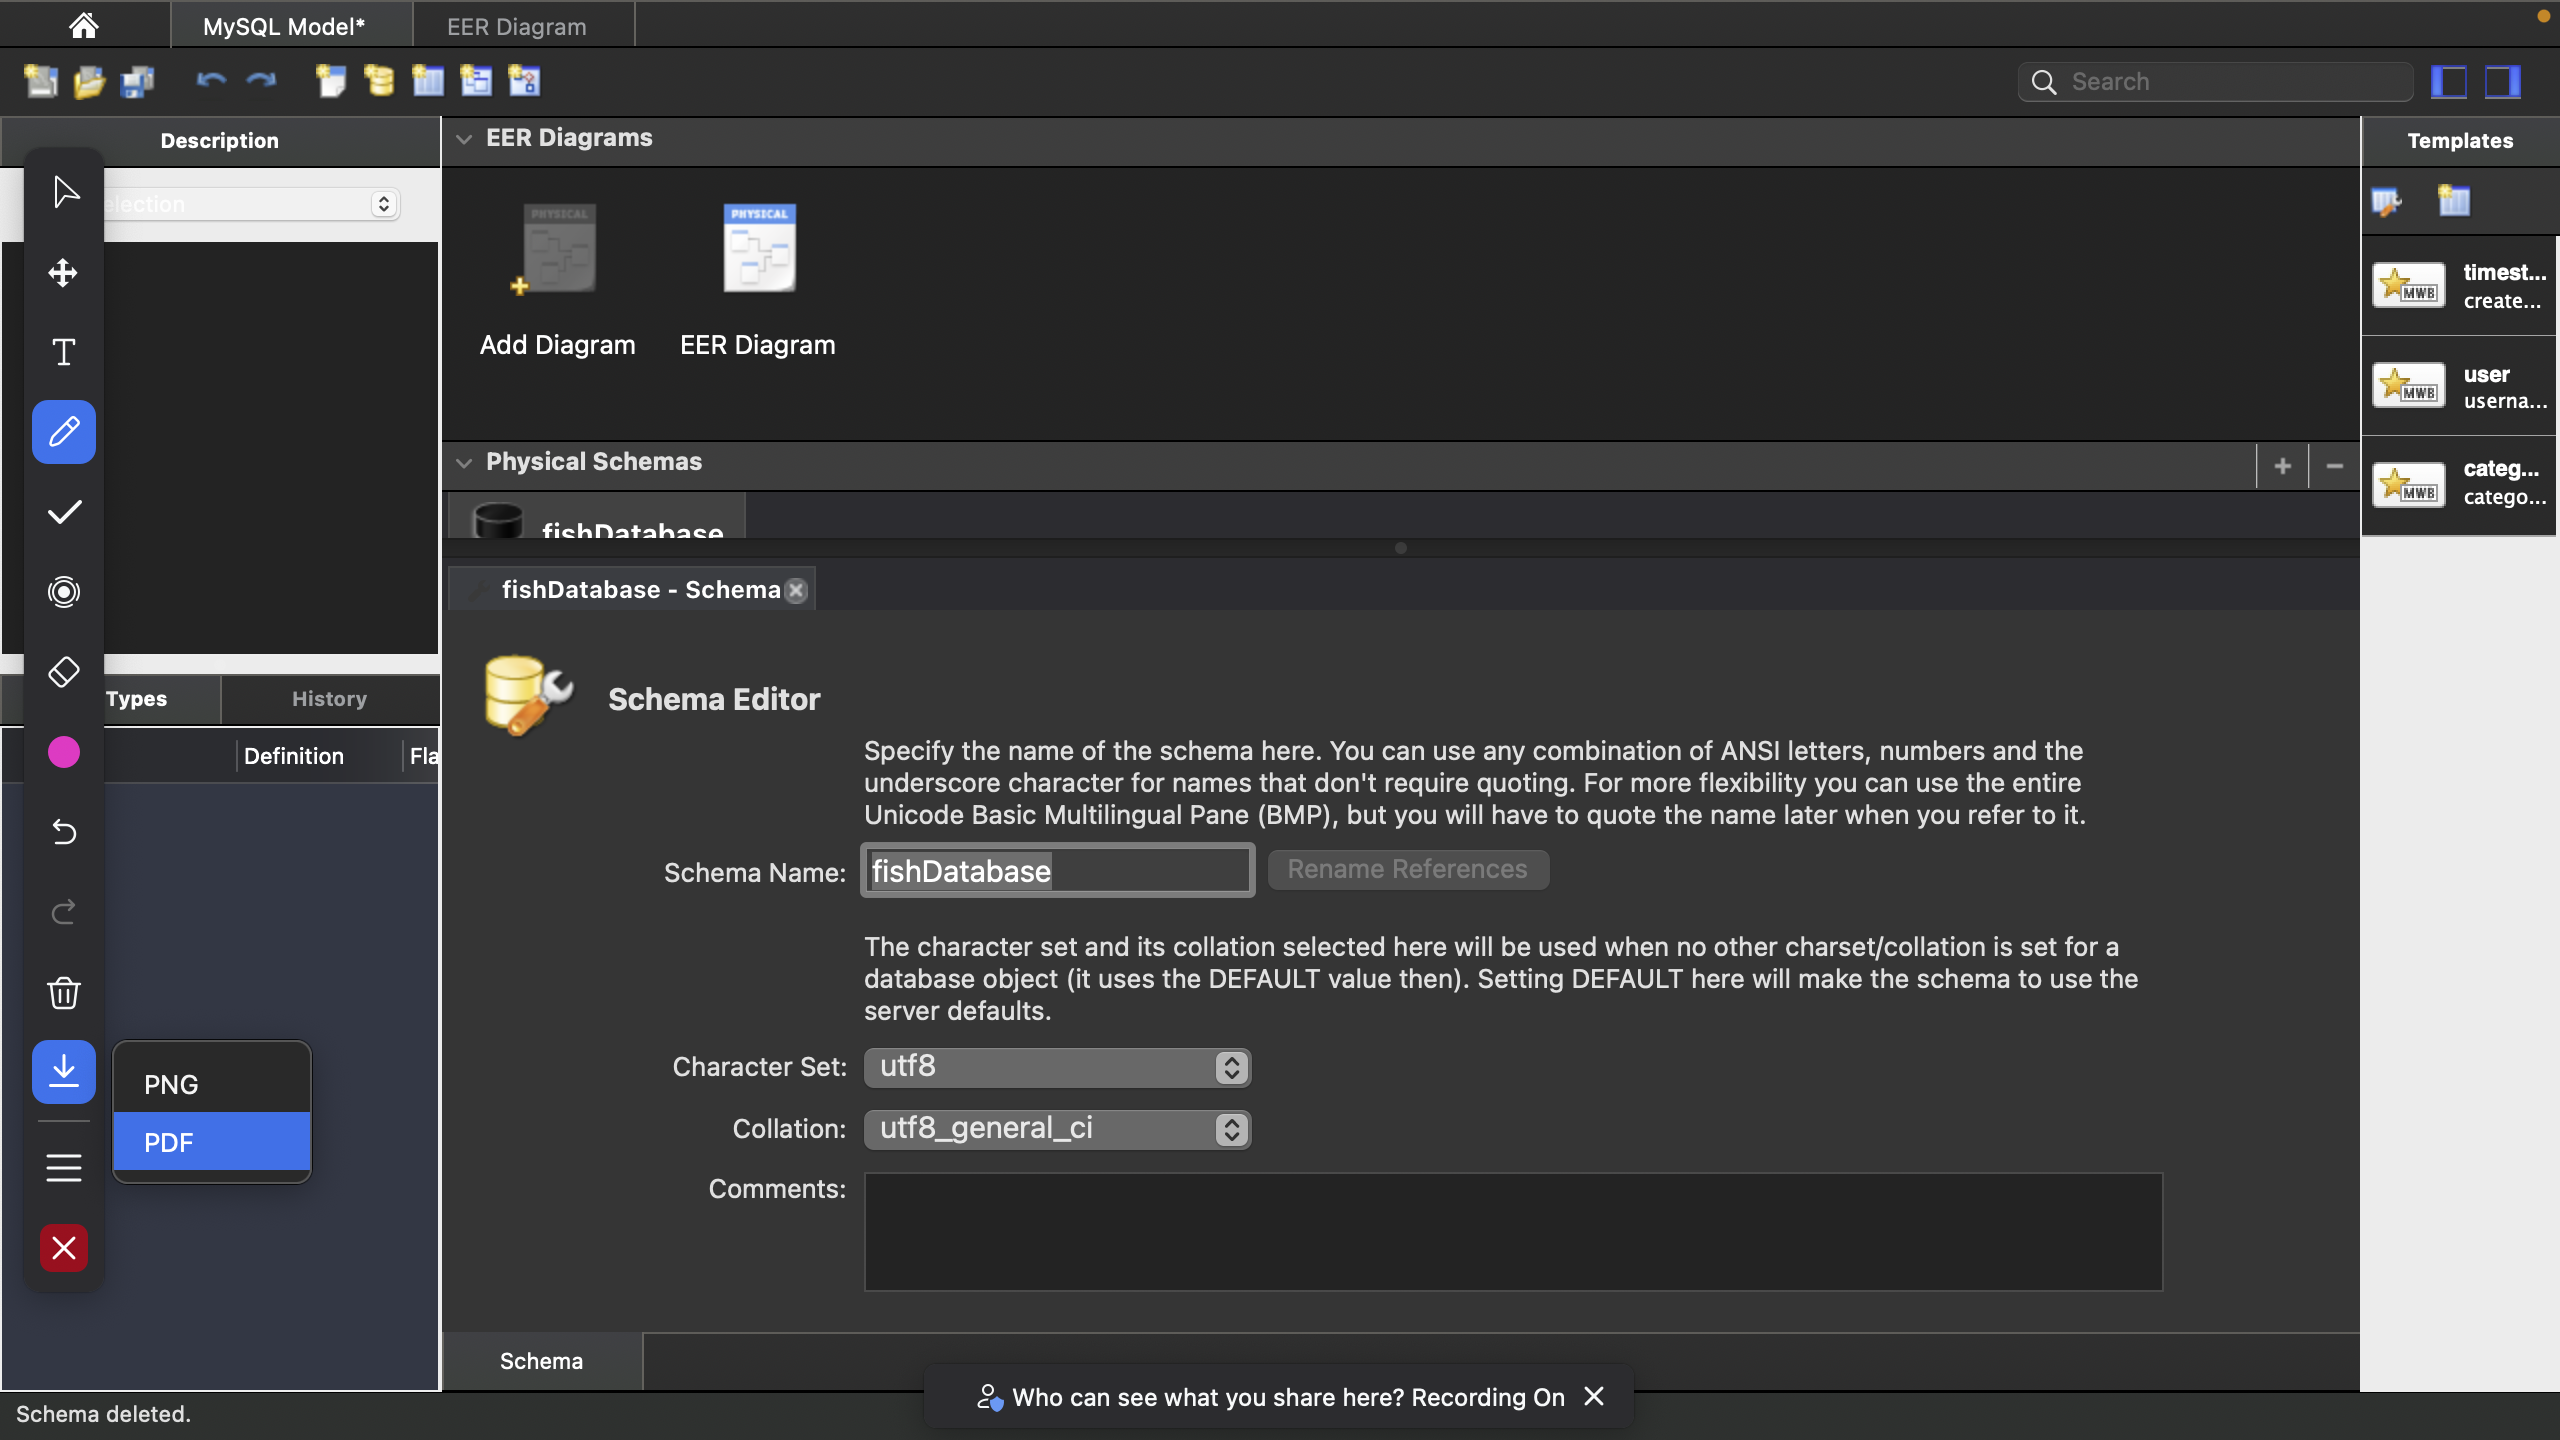 MySQL Model*
EER Diagram
Search
Description
EER Diagrams
Templates
election
PHYSICAL
PHYSICAL
Add Diagram
EER Diagram
MWB
timest...
create...
MWB
user
userna...
MWB
categ...
catego...
Physical Schemas
fishDatabase
fishDatabase - Schema
Types
History
Definition
Fla
Schema Editor
Specify the name of the schema here. You can use any combination of ANSI letters, numbers and the
underscore character for names that don't require quoting. For more flexibility you can use the entire
Unicode Basic Multilingual Pane (BMP), but you will have to quote the name later when you refer to it.
Schema Name:
fishDatabase
Rename References
The character set and its collation selected here will be used when no other charset/collation is set for a
database object (it uses the DEFAULT value then). Setting DEFAULT here will make the schema to use the
server defaults.
Character Set:
utf8
Collation:
utf8_general_ci
Comments:
PNG
PDF
Schema
Who can see what you share here? Recording On
Schema deleted.